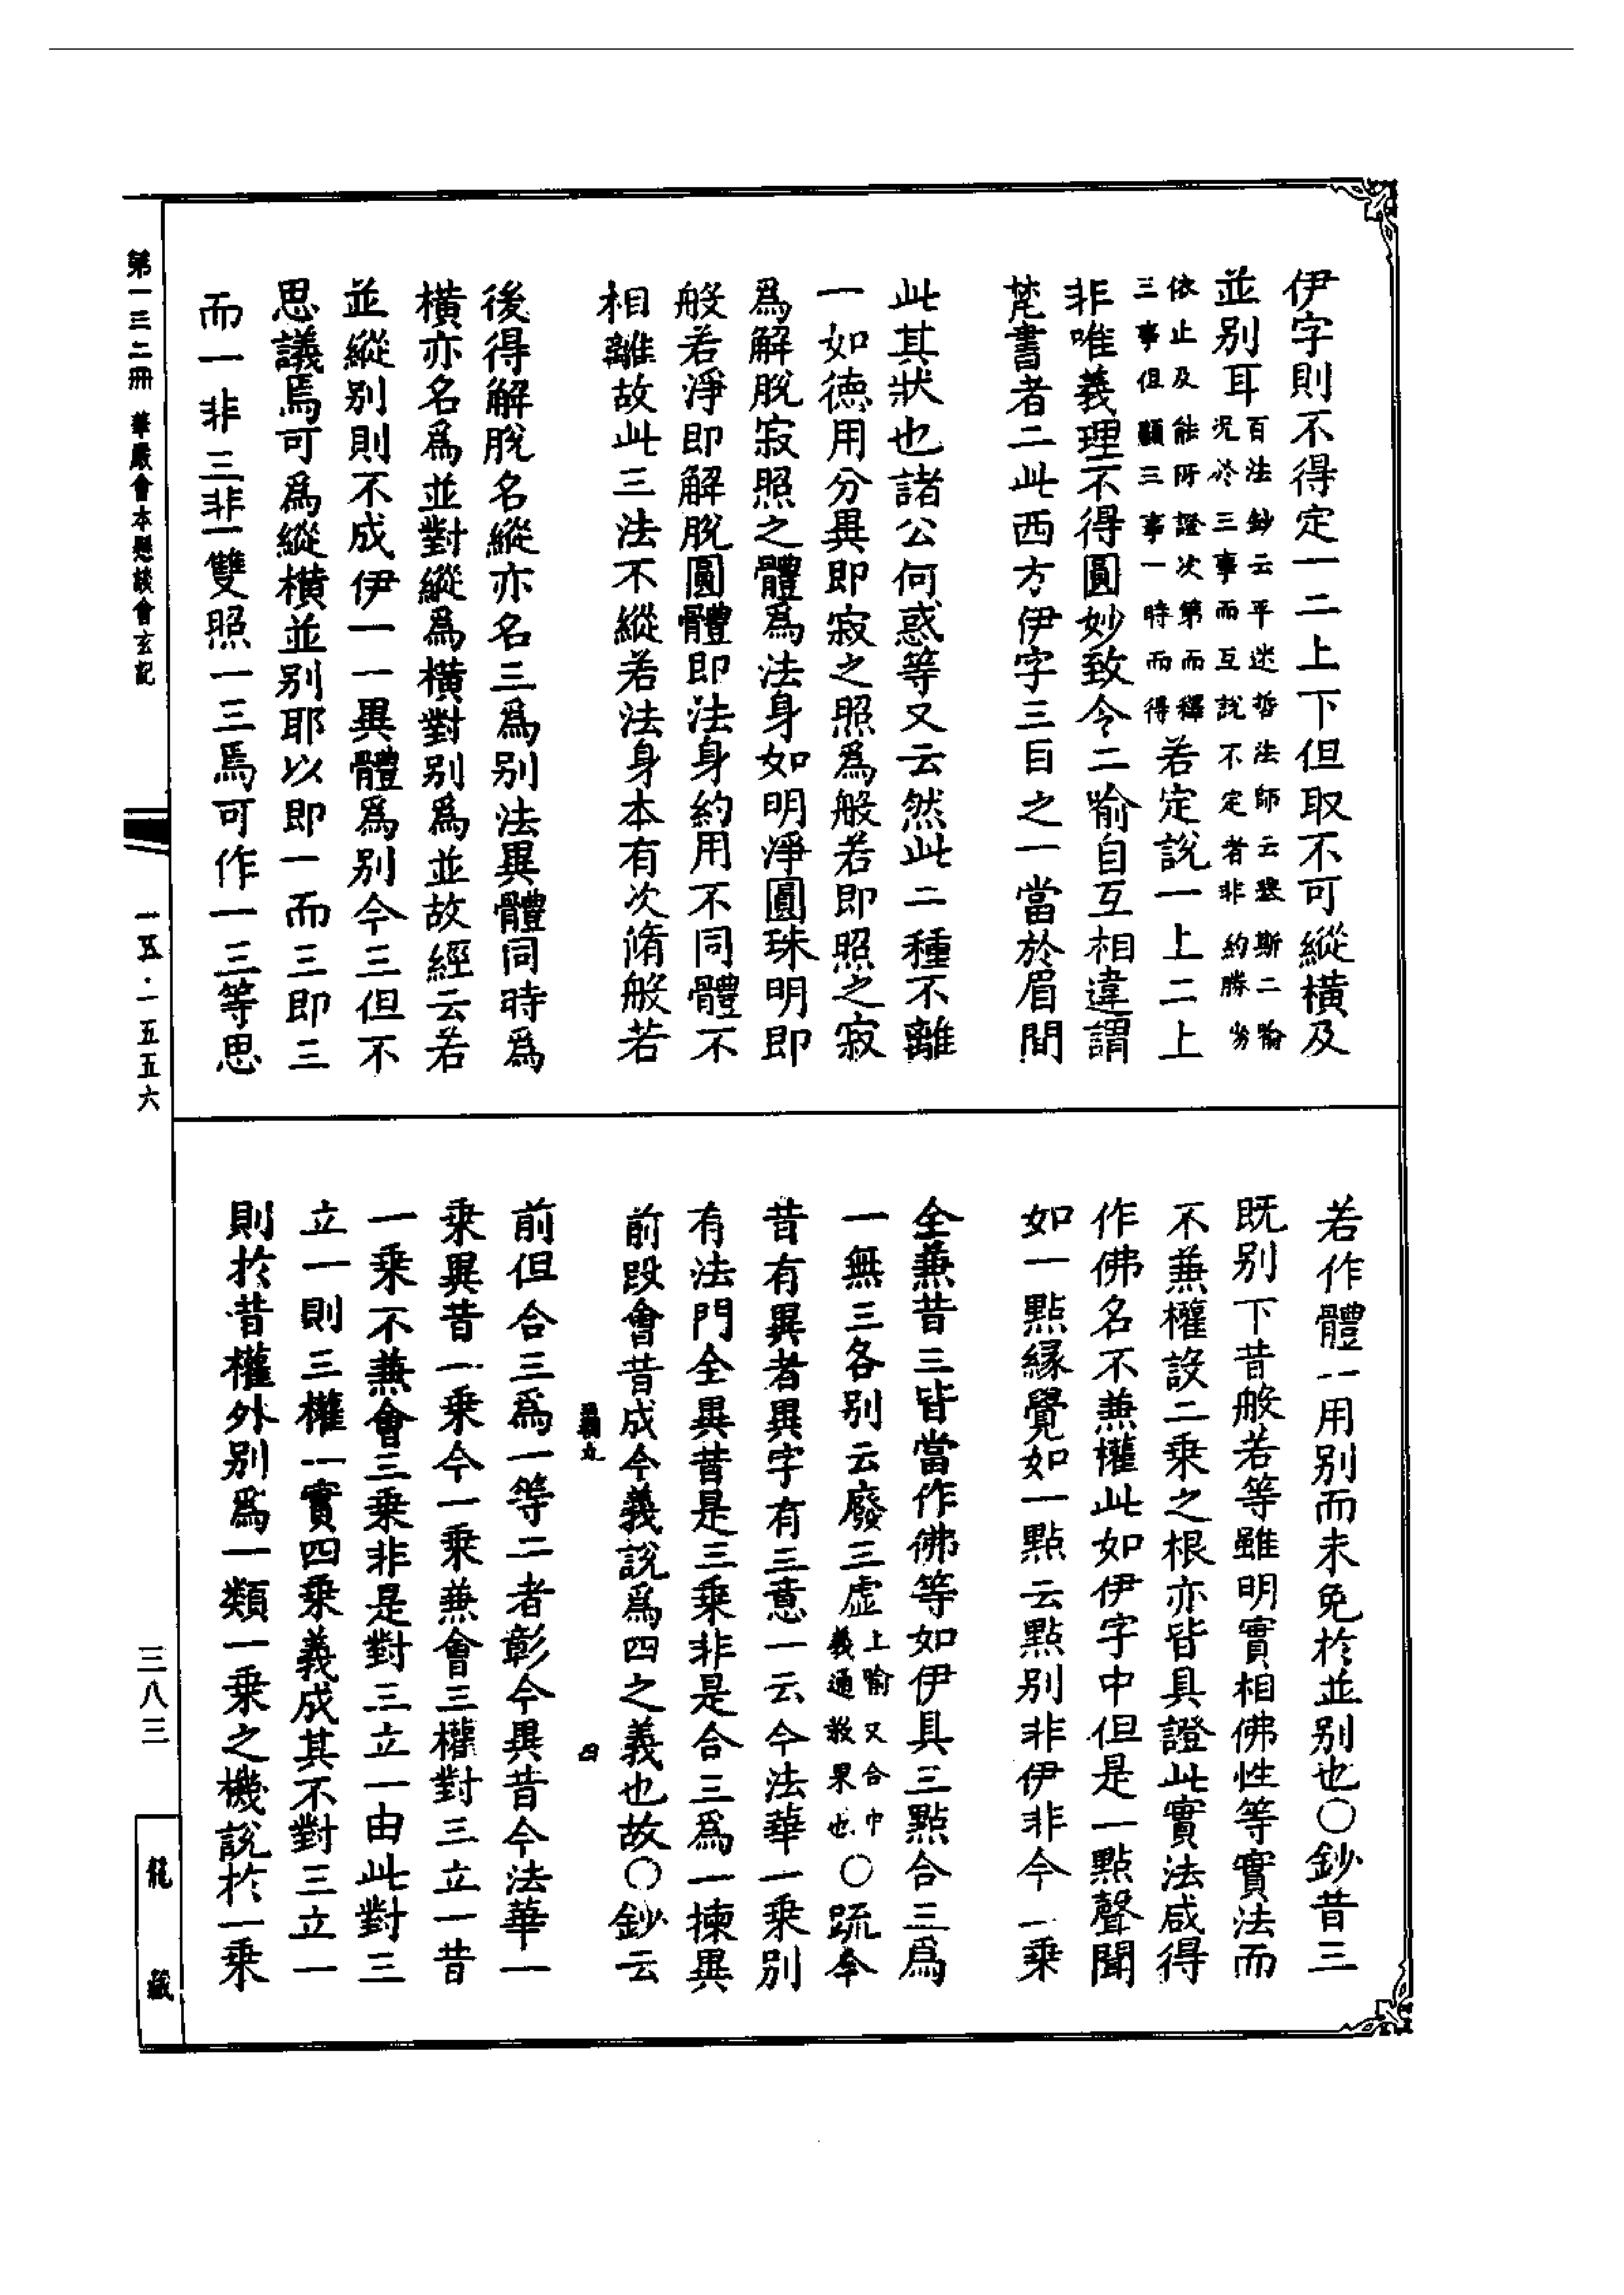 伊字則不得定一二上下但取不可縱橫及
並別耳百法鈔云平迷哲法師云懸斯二喻
況於三事而互說不定者非約勝劣
依止及能所證次第而釋
三事但顯三事一時而得若定說一上二上
非唯義理不得圓妙致令二喻自互相違謂
梵書者二此西方伊字三目之一當於眉間
此其狀也諸公何惑等又云然此二種不離
一如德用分異即寂之照為般若即照之寂
為解脫寂照之體為法身如明淨圓珠明即
般若淨即解脫圓體即法身約用不同體不
相離故此三法不縱若法身本有次脩般若
後得解脫名縱亦名三為別法異體同時為
橫亦名為並對縱為橫對別為並故經云若
並縱別則不成伊一一異體為別今三但不
思議焉可為縱橫並別耶以即一而三即三
而一非三非一雙照一三焉可作一三等思
若作體一用別而未免於並別也〇鈔昔三
既別下昔般若等雖明實相佛性等實法而
不兼權設二乘之根亦皆具證此實法咸得
作佛名不兼權此如伊字中但是一點聲聞
如一點緣覺如一點云點別非伊非今一乘
全兼昔三皆當作佛等如伊具三點合三為
一無三各別云廢三虛上喻又合中
義通教果也〇疏今
昔有異者異字有三意一云今法華一乘別
有法門全異昔是三乘非是合三為一揀異
前段會昔成今義說為四之義也故〇鈔云
四
前但合三為一等二者彰今異昔今法華一
乘異昔一乘今一乘兼會三權對三立一昔
一乘不兼會三乘非是對三立一由此對三
立一則三權一實四乘義成其不對三立一
則於昔權外別為一類一乘之機說於一乘
第一三二冊 華嚴會本懸談會玄記
一五·一五五六
三八三
龍藏